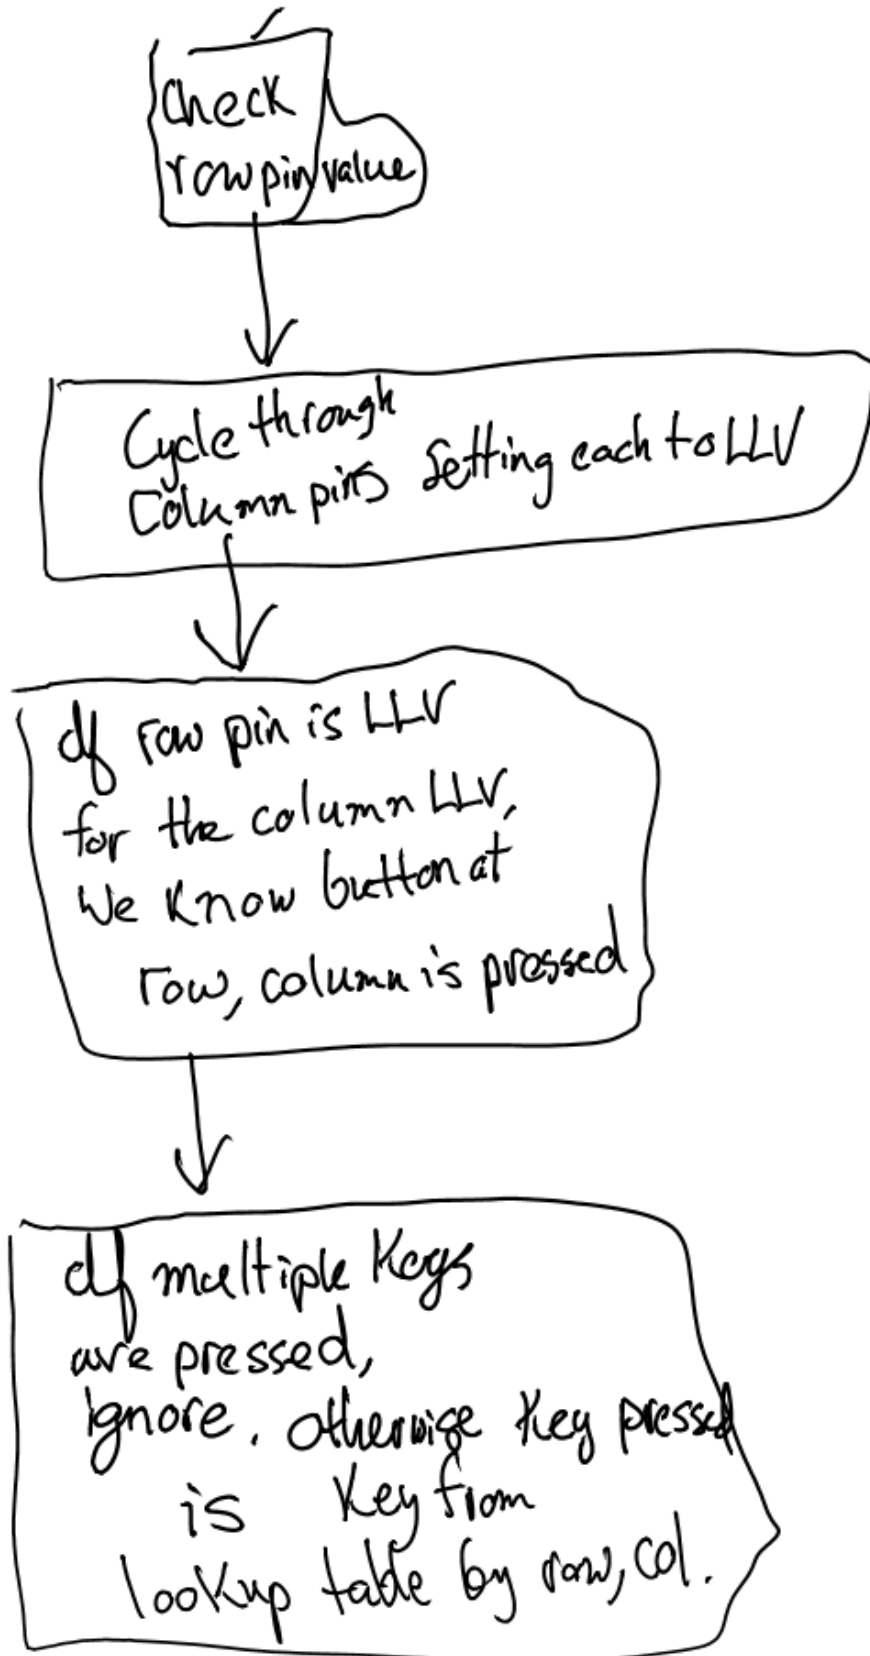 Check
row pin value
Cycle through
Column pins setting each to LLV
If row pin is LLV
for the column LLV,
We know button at
row, column is pressed
If multiple keys
are pressed,
ignore. otherwise key pressed
is key from
lookup table by row, col.